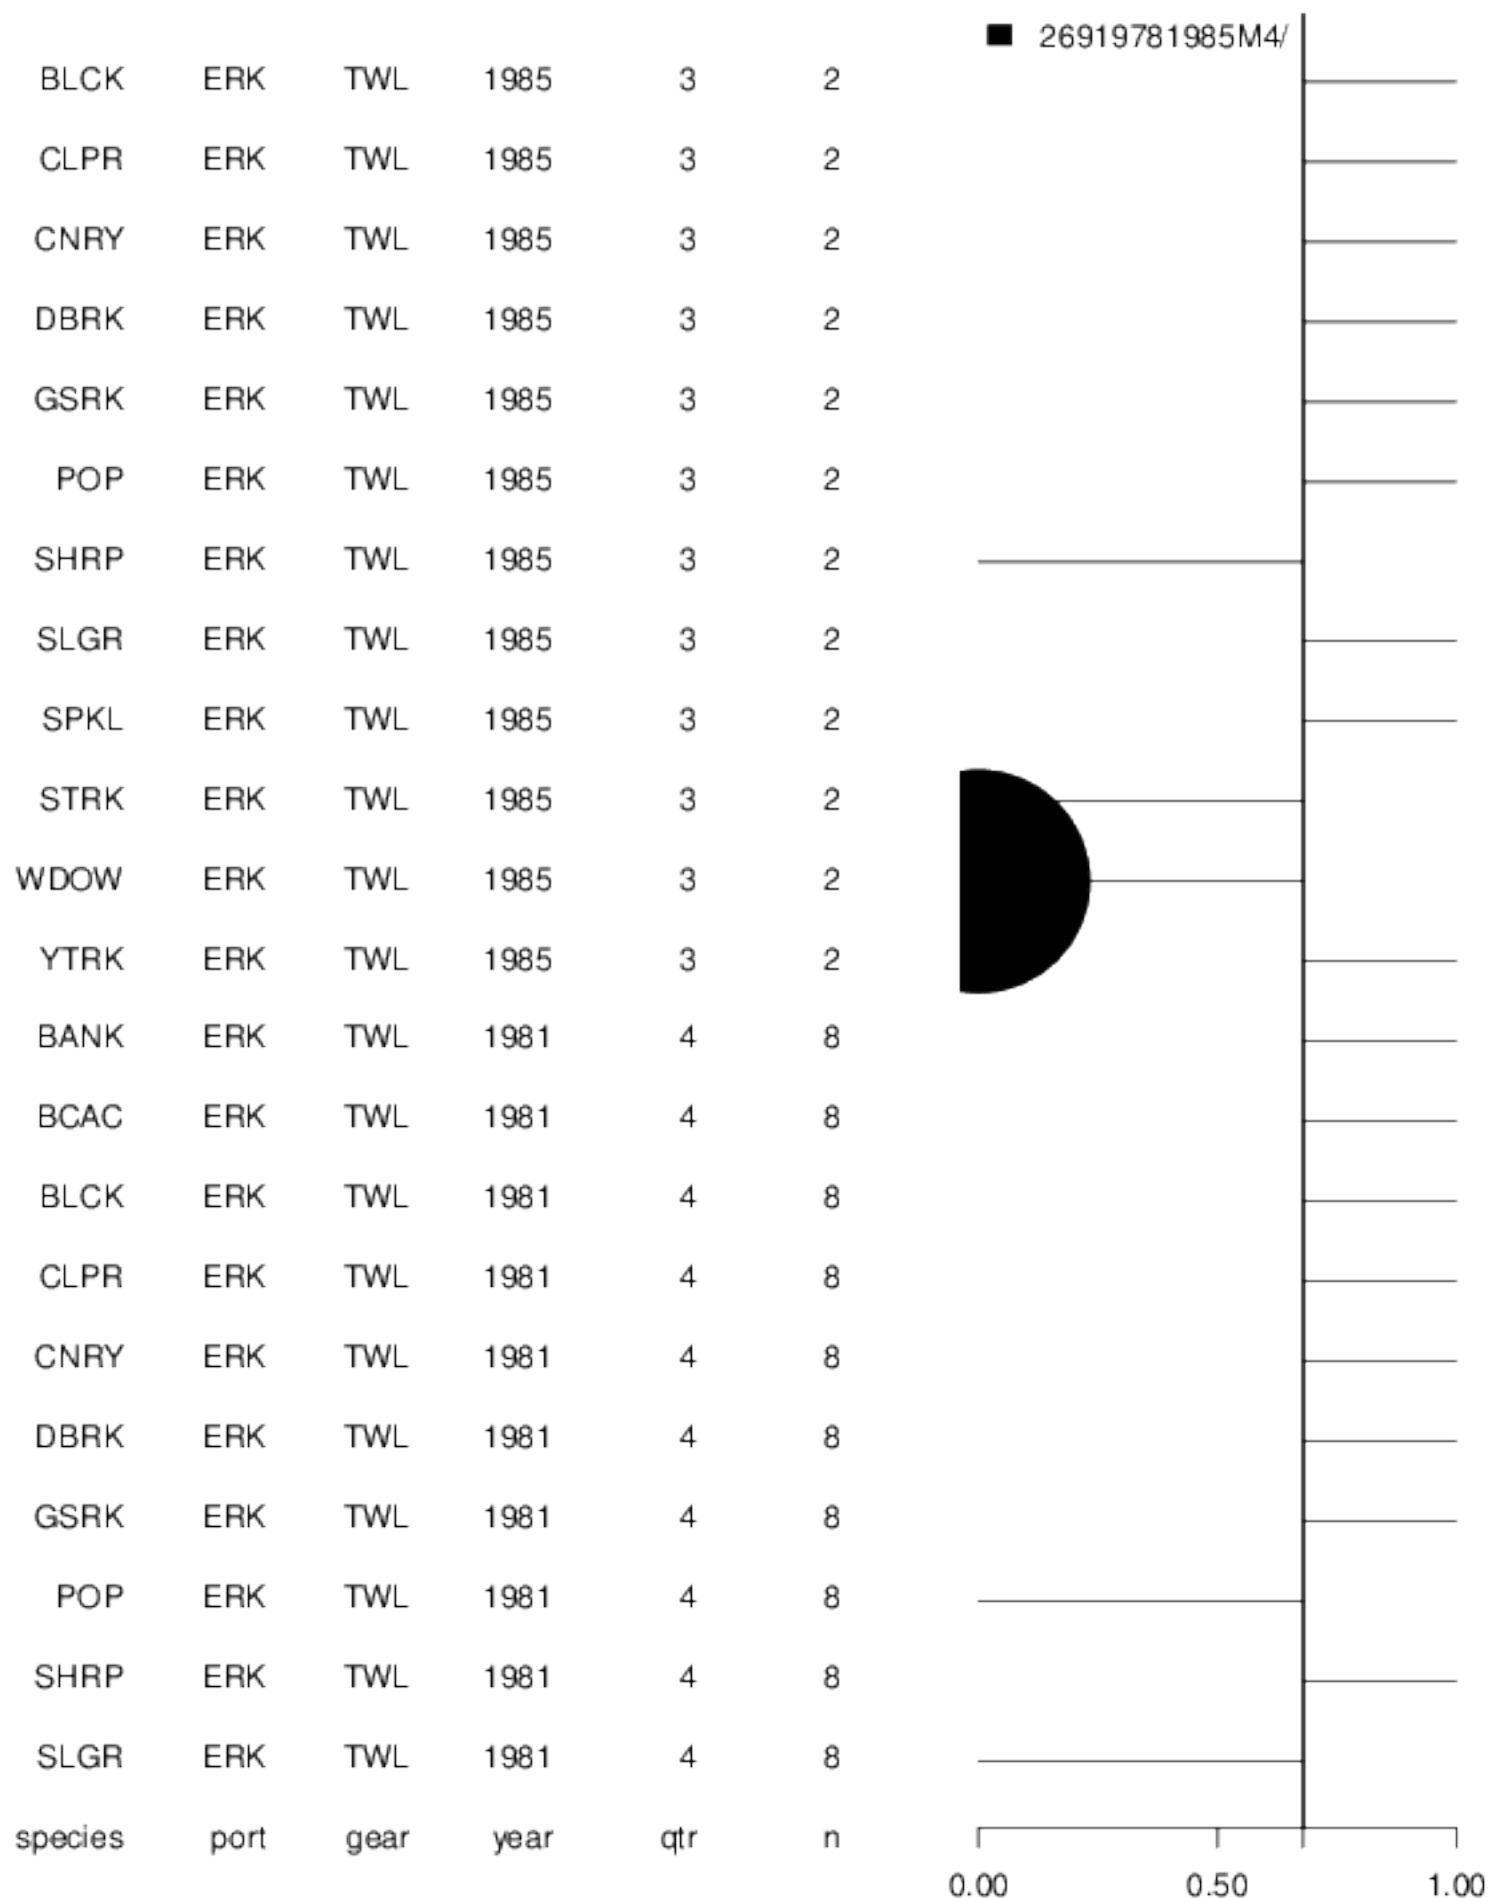 ■ 26919781985M4/
BLCK ERK TWL 1985 3 2
CLPR ERK TWL 1985 3 2
CNRY ERK TWL 1985 3 2
DBRK ERK TWL 1985 3 2
GSRK ERK TWL 1985 3 2
POP ERK TWL 1985 3 2
SHRP ERK TWL 1985 3 2
SLGR ERK TWL 1985 3 2
SPKL ERK TWL 1985 3 2
STRK ERK TWL 1985 3 2
WDOW ERK TWL 1985 3 2
YTRK ERK TWL 1985 3 2
BANK ERK TWL 1981 4 8
BCAC ERK TWL 1981 4 8
BLCK ERK TWL 1981 4 8
CLPR ERK TWL 1981 4 8
CNRY ERK TWL 1981 4 8
DBRK ERK TWL 1981 4 8
GSRK ERK TWL 1981 4 8
POP ERK TWL 1981 4 8
SHRP ERK TWL 1981 4 8
SLGR ERK TWL 1981 4 8
species port gear year qtr n
0.00 0.50 1.00